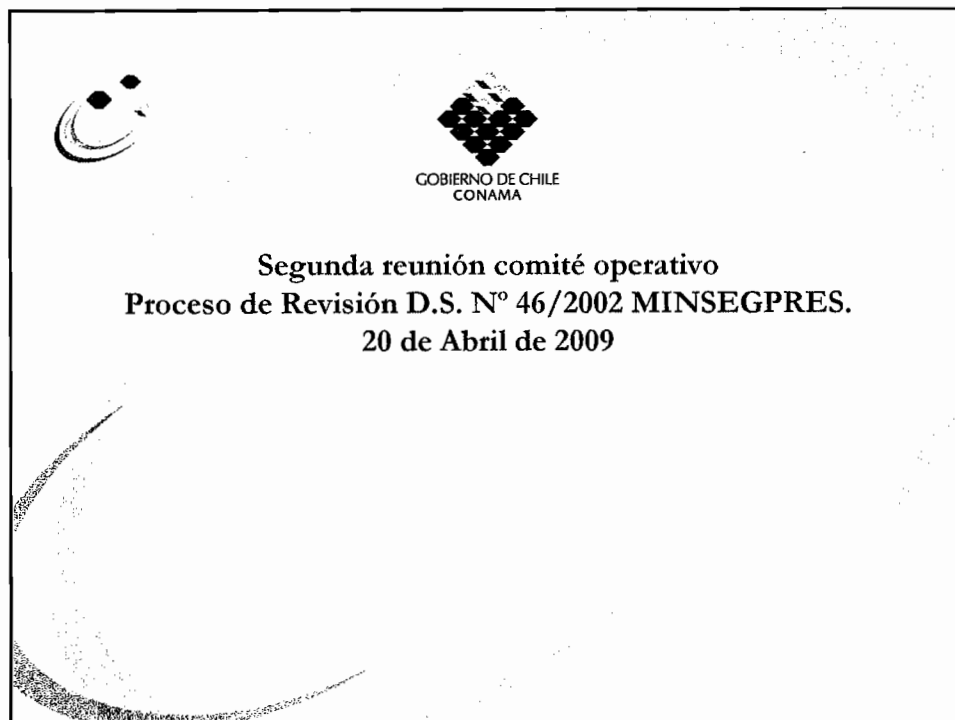 GOBIERNO DE CHILE
CONAMA
Segunda reunión comité operativo
Proceso de Revisión D.S. Nº 46/2002 MINSEGPRES.
20 de Abril de 2009